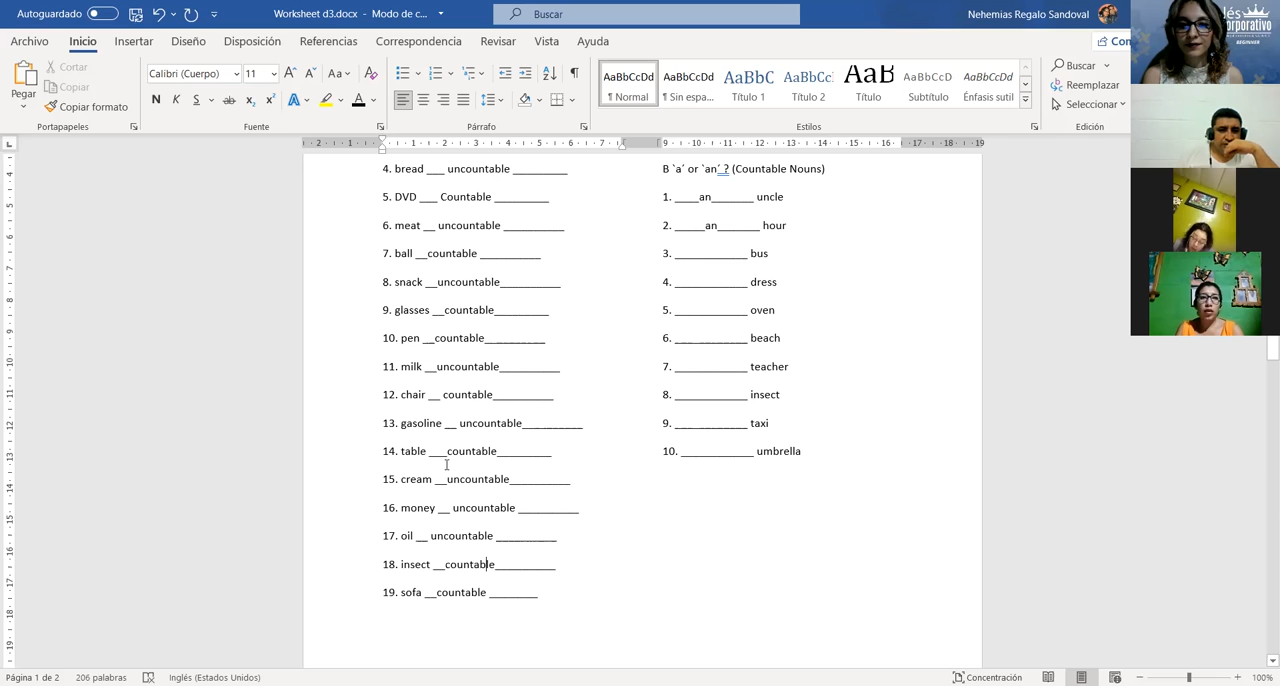 Autoguardado
Worksheet d3.docx - Modo de c...
Buscar
Nehemias Regalo Sandoval
Archivo Inicio Insertar Diseño Disposición Referencias Correspondencia Revisar Vista Ayuda
Com
Pegar
Cortar
Copiar
Copiar formato
Portapapeles
Calibri (Cuerpo) 11
Fuente
Párrafo
AaBbCcDd ¶ Normal
AaBbCcDd ¶ Sin espa...
AaBbC Título 1
AaBbCc Título 2
AaB Título
AaBbCcD Subtítulo
AaBbCcDd Énfasis sutil
Estilos
Buscar
Reemplazar
Seleccionar
Edición
4. bread ___ uncountable _________
5. DVD ___ Countable _________
6. meat __ uncountable __________
7. ball __countable __________
8. snack __uncountable__________
9. glasses __countable_________
10. pen __countable__________
11. milk __uncountable__________
12. chair __ countable__________
13. gasoline __ uncountable__________
14. table ___countable_________
15. cream __uncountable__________
16. money __ uncountable __________
17. oil __ uncountable __________
18. insect __countable__________
19. sofa __countable ________
B `a´ or `an´ ? (Countable Nouns)
1. ____an_______ uncle
2. _____an_______ hour
3. ____________ bus
4. ____________ dress
5. ____________ oven
6. ____________ beach
7. ____________ teacher
8. ____________ insect
9. ____________ taxi
10. ____________ umbrella
Página 1 de 2 206 palabras Inglés (Estados Unidos) Concentración 100%
BEGINNER